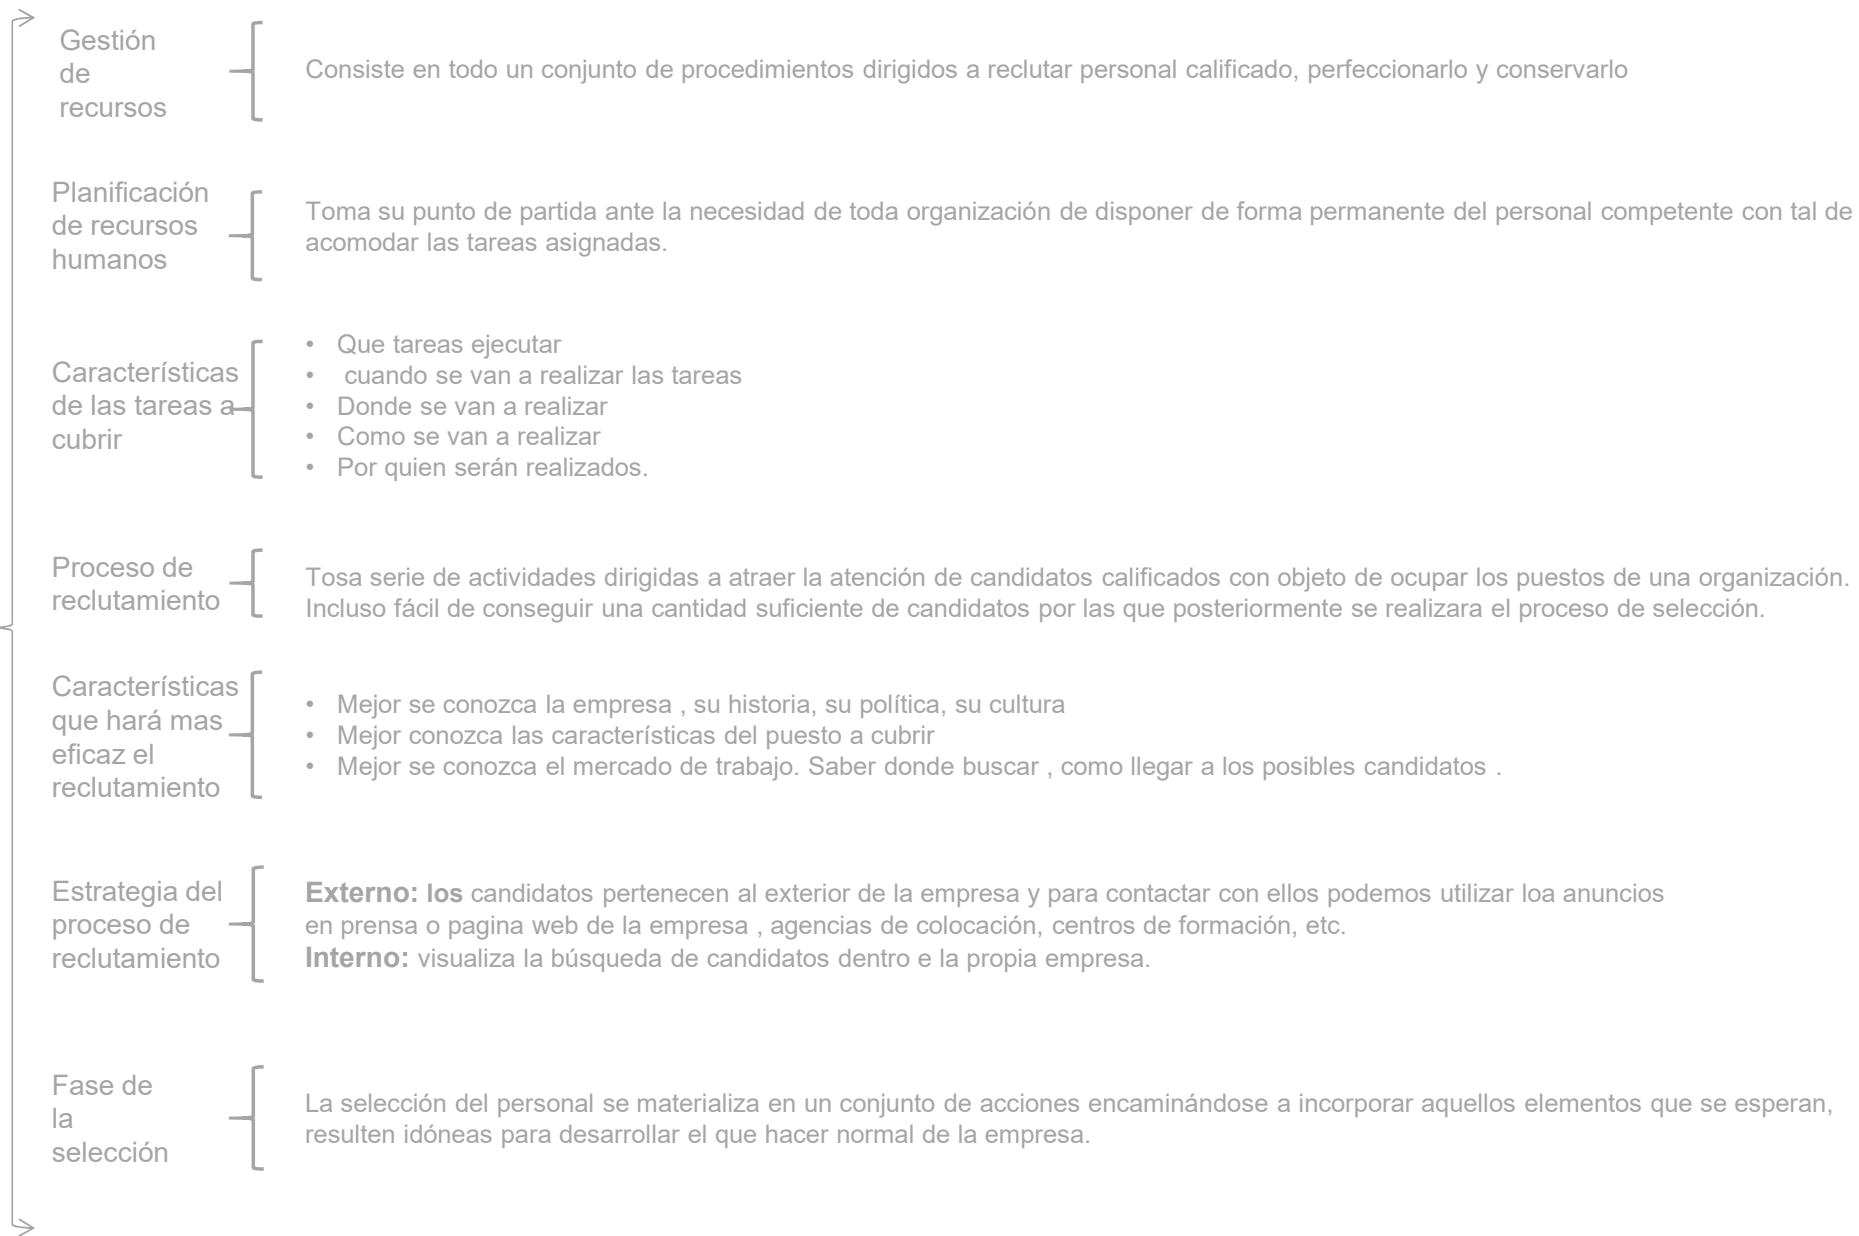 Gestión
de
recursos
Consiste en todo un conjunto de procedimientos dirigidos a reclutar personal calificado, perfeccionarlo y conservarlo
Planificación
de recursos
humanos
Toma su punto de partida ante la necesidad de toda organización de disponer de forma permanente del personal competente con tal de
acomodar las tareas asignadas.
Características
de las tareas a
cubrir
• Que tareas ejecutar
• cuando se van a realizar las tareas
• Donde se van a realizar
• Como se van a realizar
• Por quien serán realizados.
Proceso de
reclutamiento
Tosa serie de actividades dirigidas a atraer la atención de candidatos calificados con objeto de ocupar los puestos de una organización.
Incluso fácil de conseguir una cantidad suficiente de candidatos por las que posteriormente se realizara el proceso de selección.
Características
que hará mas
eficaz el
reclutamiento
• Mejor se conozca la empresa , su historia, su política, su cultura
• Mejor conozca las características del puesto a cubrir
• Mejor se conozca el mercado de trabajo. Saber donde buscar , como llegar a los posibles candidatos .
Estrategia del
proceso de
reclutamiento
Externo: los candidatos pertenecen al exterior de la empresa y para contactar con ellos podemos utilizar loa anuncios
en prensa o pagina web de la empresa , agencias de colocación, centros de formación, etc.
Interno: visualiza la búsqueda de candidatos dentro e la propia empresa.
Fase de
la
selección
La selección del personal se materializa en un conjunto de acciones encaminándose a incorporar aquellos elementos que se esperan,
resulten idóneas para desarrollar el que hacer normal de la empresa.